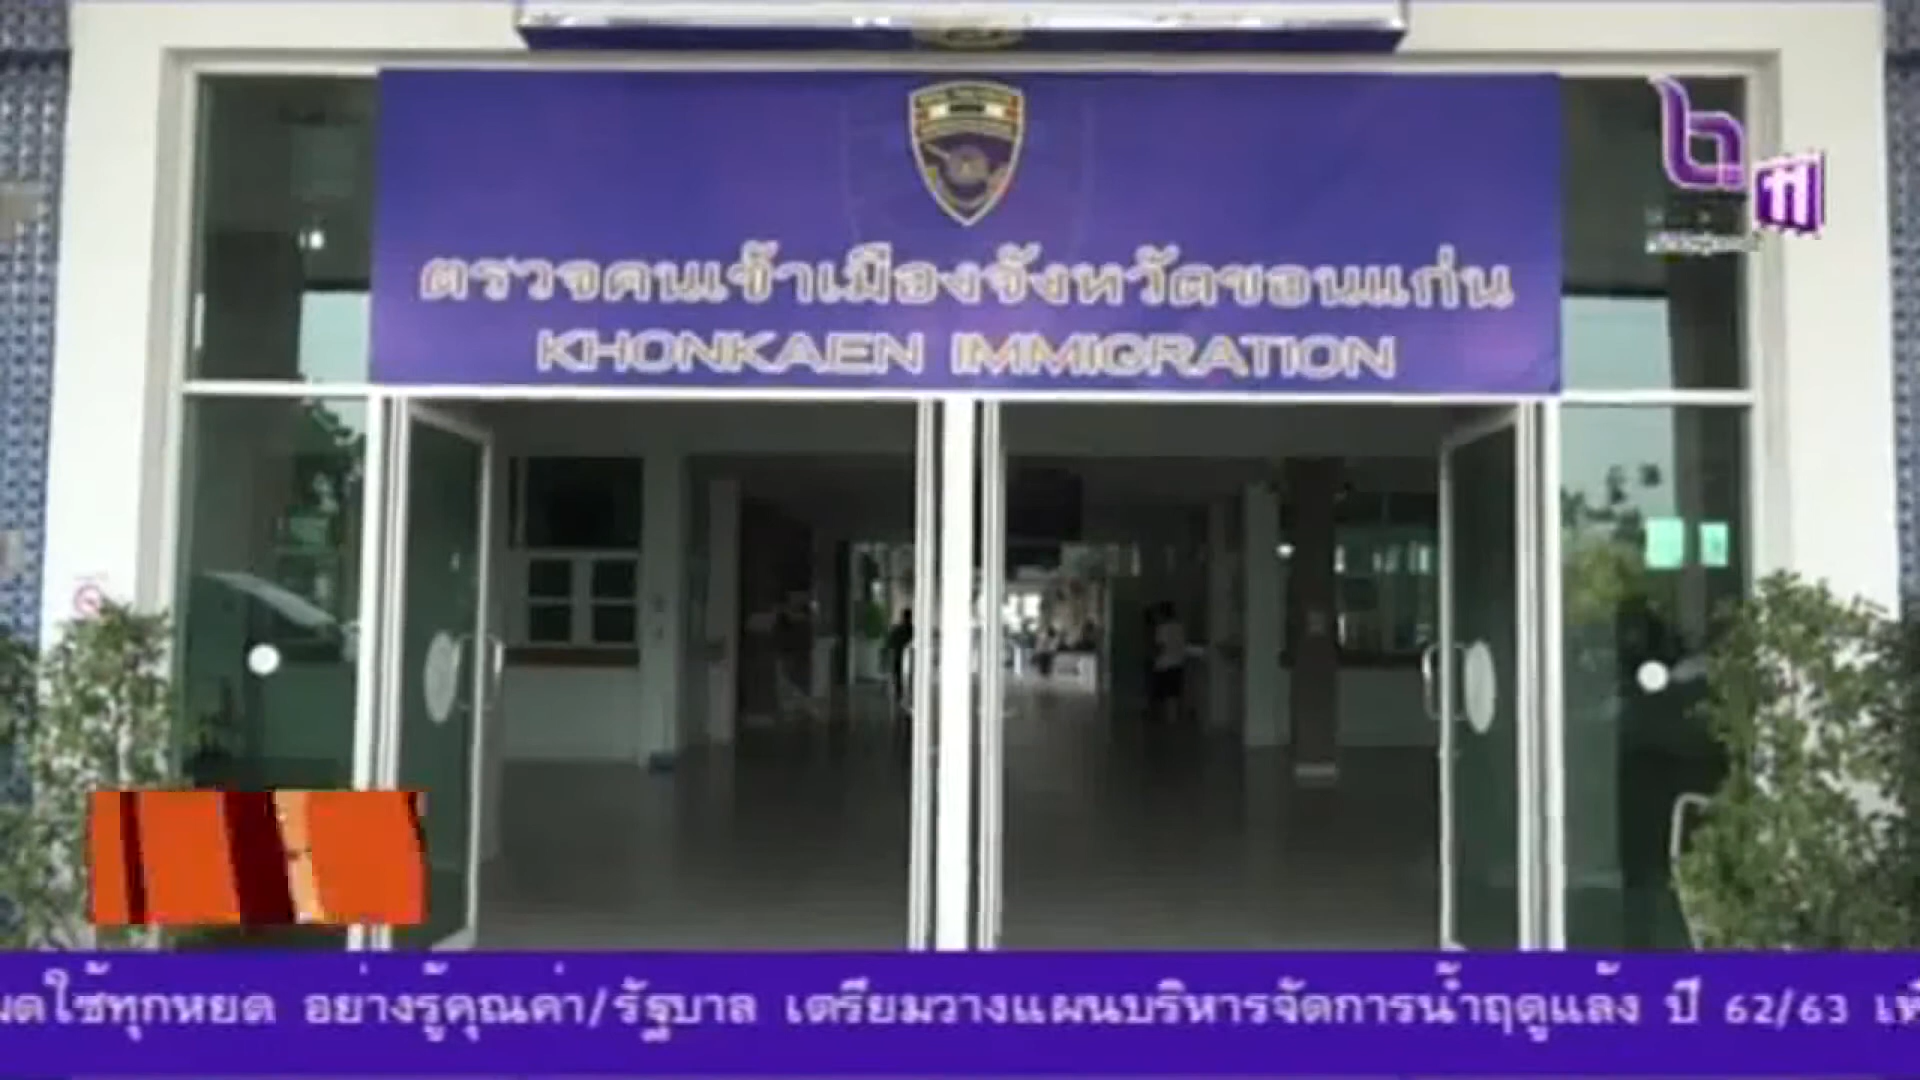 ตรวจคนเข้าเมืองจังหวัดขอนแก่น
KHONKAEN IMMIGRATION
11
ใช้ทุกหยด อย่างรู้คุณค่า/รัฐบาล เตรียมวางแผนบริหารจัดการน้ำฤดูแล้ง ปี 62/63